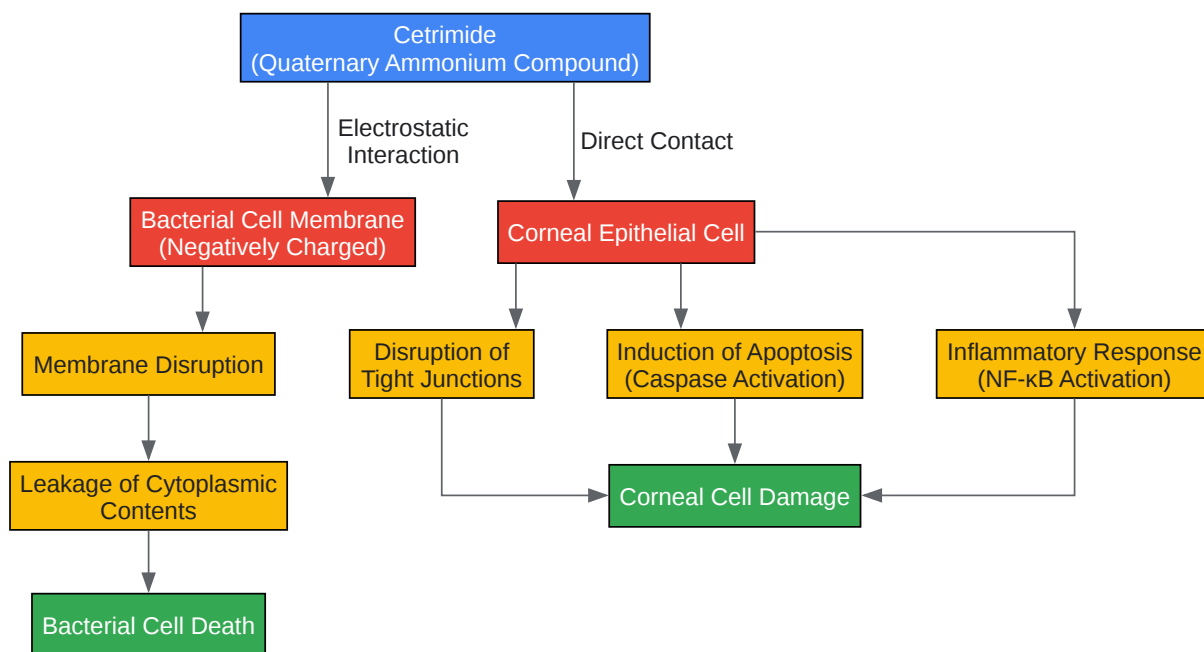 Cetrimide
(Quaternary Ammonium Compound)
Electrostatic
Interaction
Direct Contact
Bacterial Cell Membrane
(Negatively Charged)
Corneal Epithelial Cell
Membrane Disruption
Disruption of
Tight Junctions
Induction of Apoptosis
(Caspase Activation)
Inflammatory Response
(NF-κB Activation)
Leakage of Cytoplasmic
Contents
Corneal Cell Damage
Bacterial Cell Death